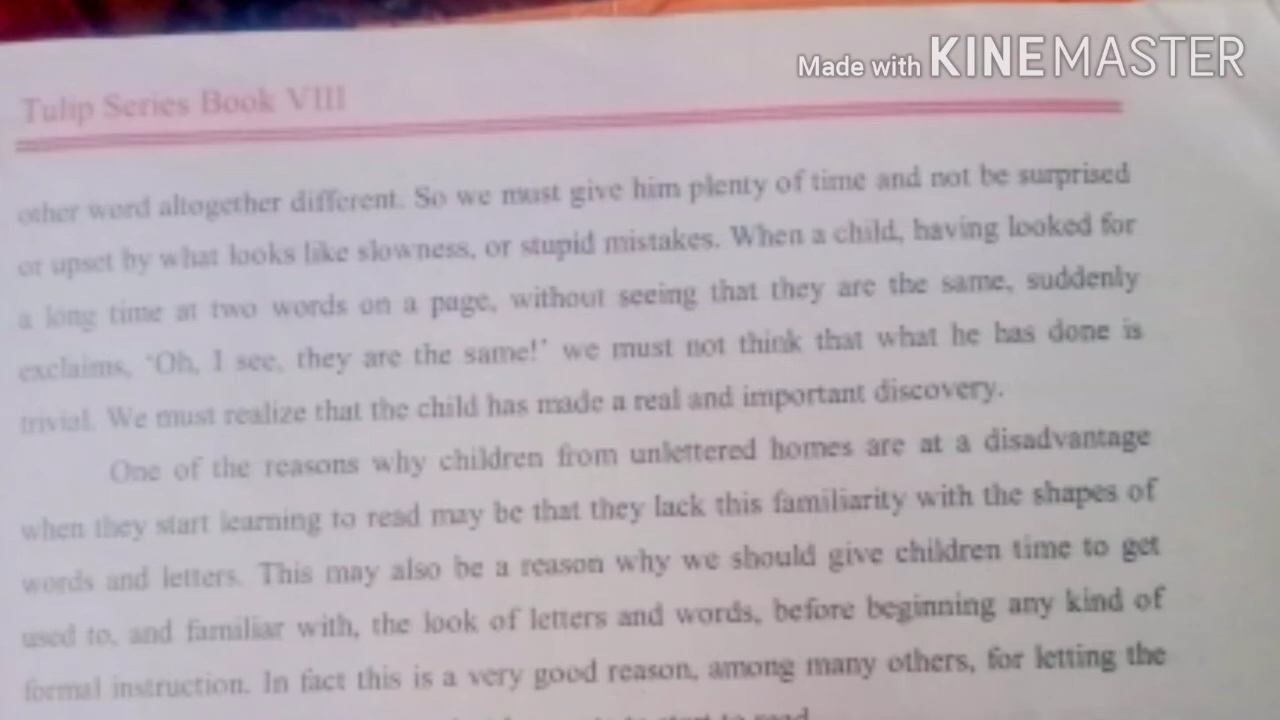 Made with KINEMASTER
Tulip Series Book VIII
other word altogether different. So we must give him plenty of time and not be surprised
or upset by what looks like slowness, or stupid mistakes. When a child, having looked for
a long time at two words on a page, without seeing that they are the same, suddenly
exclaims, ‘Oh, I see, they are the same!’ we must not think that what he has done is
trivial. We must realize that the child has made a real and important discovery.
One of the reasons why children from unlettered homes are at a disadvantage
when they start learning to read may be that they lack this familiarity with the shapes of
words and letters. This may also be a reason why we should give children time to get
used to, and familiar with, the look of letters and words, before beginning any kind of
formal instruction. In fact this is a very good reason, among many others, for letting the
start to read